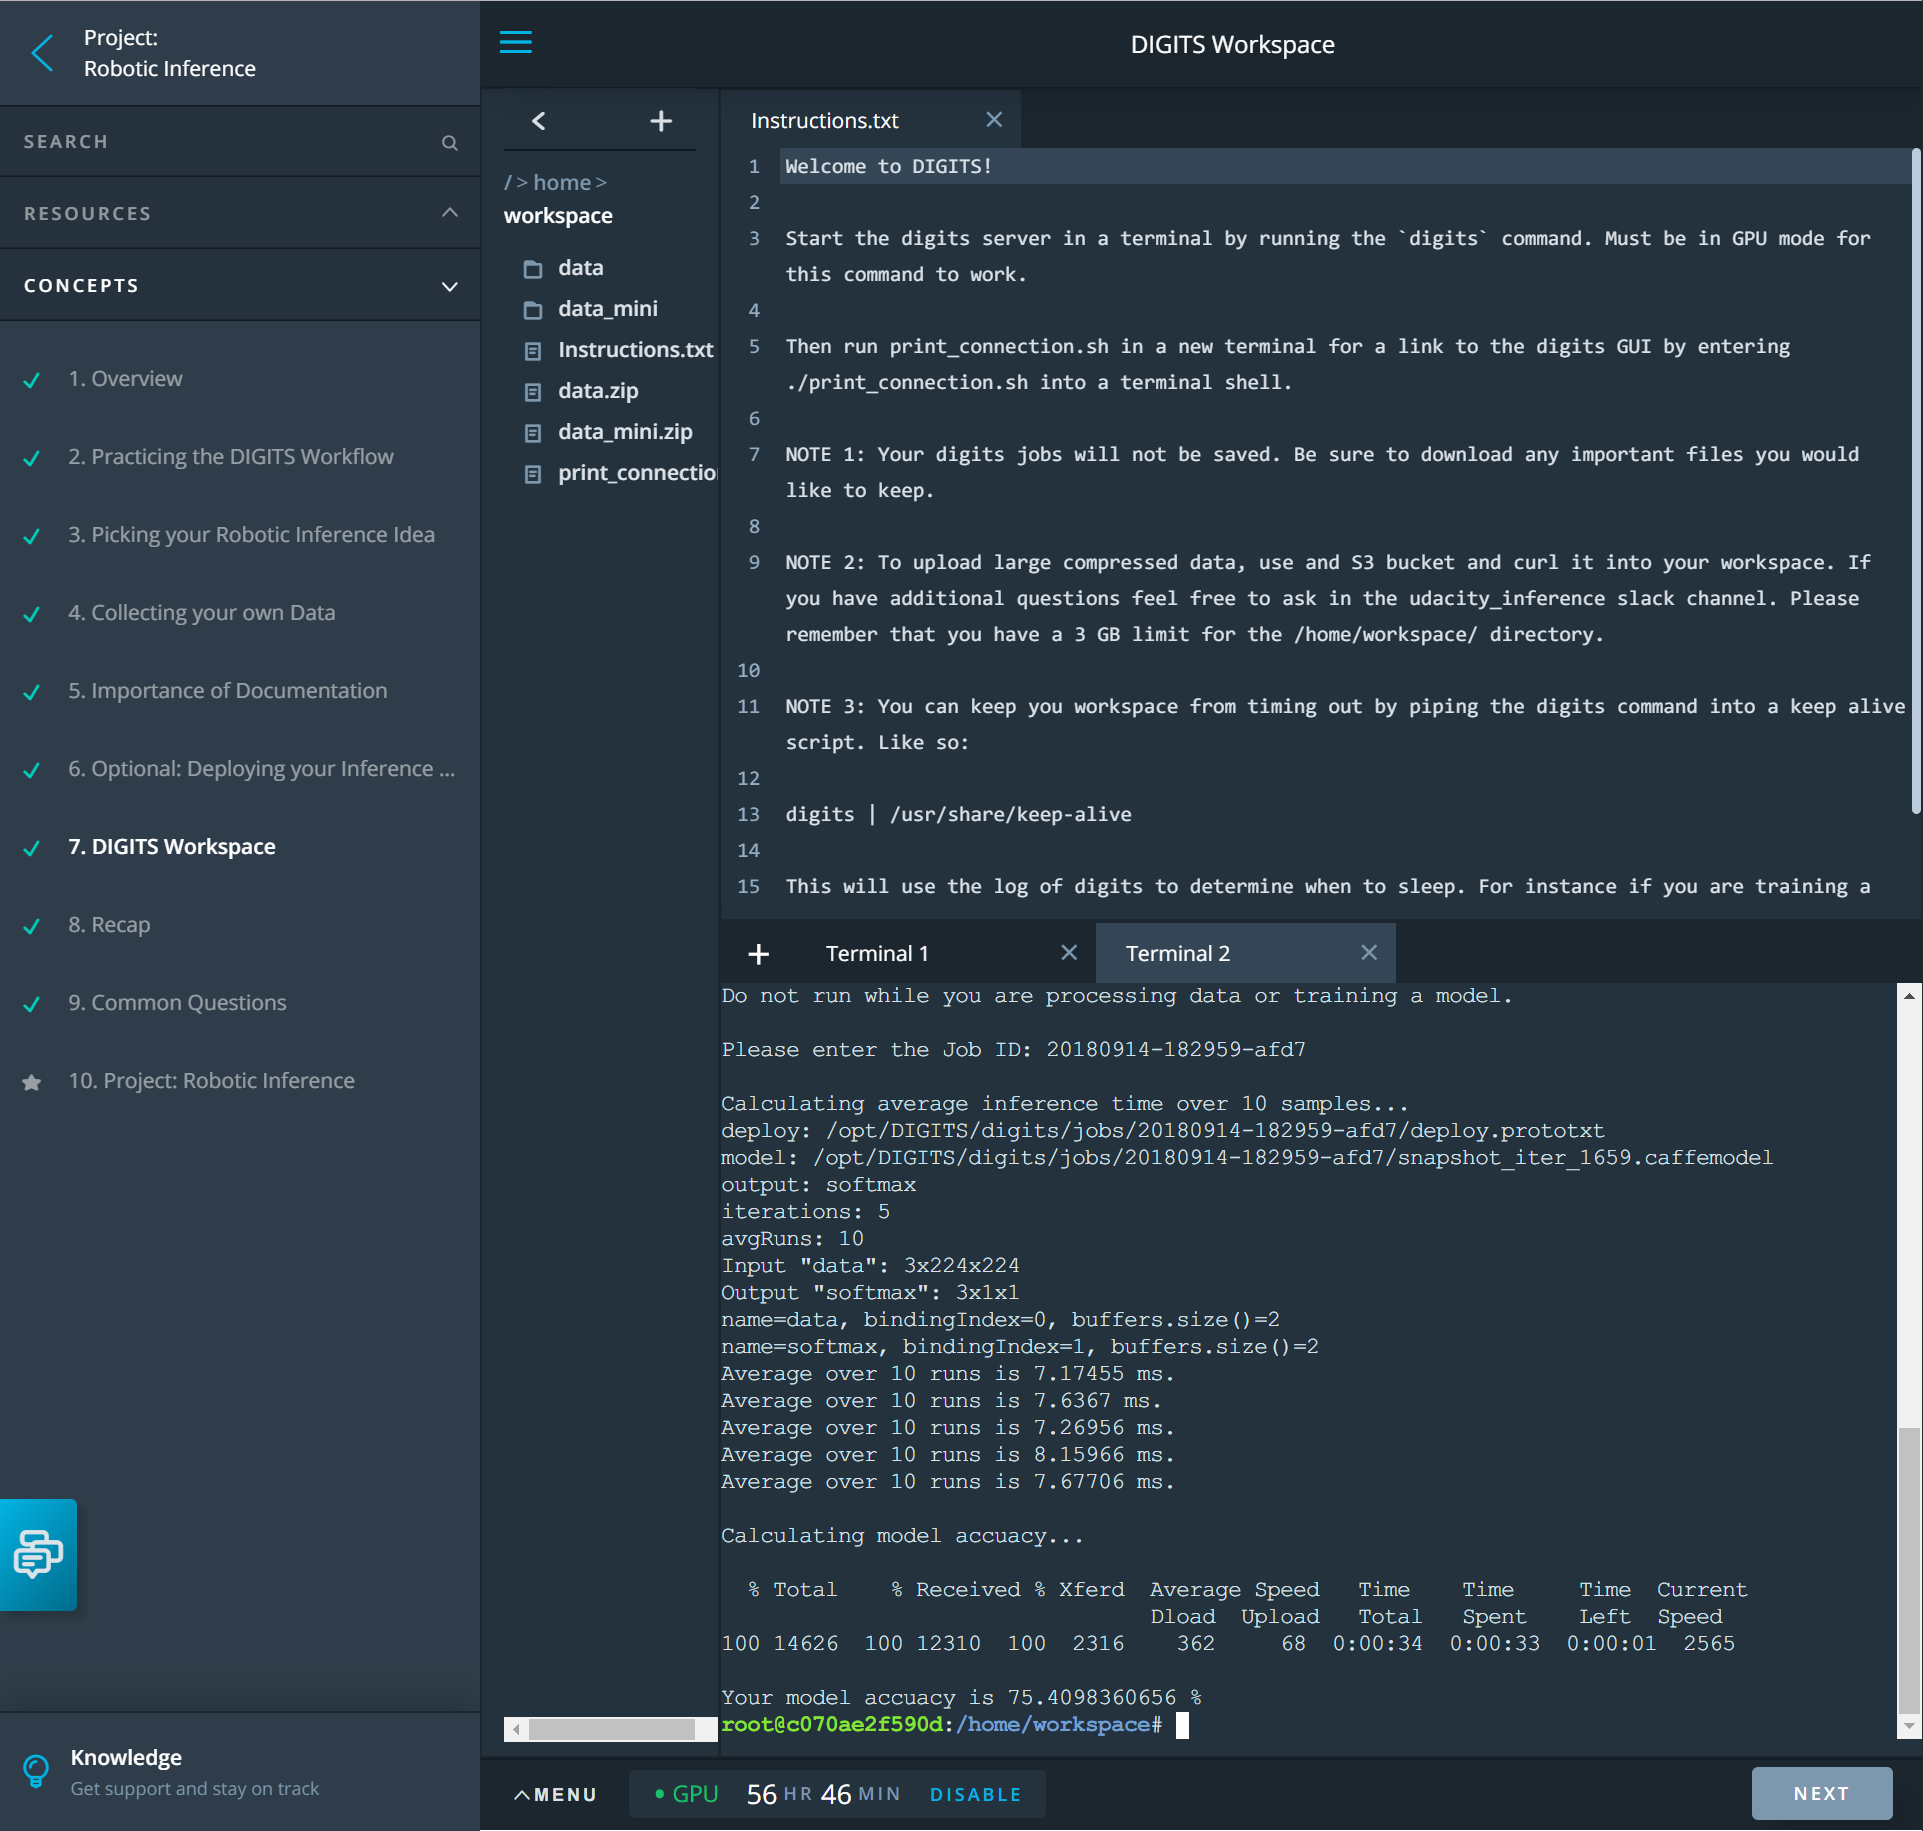 Project:
Robotic Inference
SEARCH
RESOURCES
CONCEPTS
1. Overview
2. Practicing the DIGITS Workflow
3. Picking your Robotic Inference Idea
4. Collecting your own Data
5. Importance of Documentation
6. Optional: Deploying your Inference ...
7. DIGITS Workspace
8. Recap
9. Common Questions
10. Project: Robotic Inference
Knowledge
Get support and stay on track
DIGITS Workspace
/ > home >
workspace
data
data_mini
Instructions.txt
data.zip
data_mini.zip
print_connectio
Instructions.txt
1 Welcome to DIGITS!
2
3 Start the digits server in a terminal by running the `digits` command. Must be in GPU mode for
this command to work.
4
5 Then run print_connection.sh in a new terminal for a link to the digits GUI by entering
./print_connection.sh into a terminal shell.
6
7 NOTE 1: Your digits jobs will not be saved. Be sure to download any important files you would
like to keep.
8
9 NOTE 2: To upload large compressed data, use and S3 bucket and curl it into your workspace. If
you have additional questions feel free to ask in the udacity_inference slack channel. Please
remember that you have a 3 GB limit for the /home/workspace/ directory.
10
11 NOTE 3: You can keep you workspace from timing out by piping the digits command into a keep alive
script. Like so:
12
13 digits | /usr/share/keep-alive
14
15 This will use the log of digits to determine when to sleep. For instance if you are training a
Terminal 1
Terminal 2
Do not run while you are processing data or training a model.
Please enter the Job ID: 20180914-182959-afd7
Calculating average inference time over 10 samples...
deploy: /opt/DIGITS/digits/jobs/20180914-182959-afd7/deploy.prototxt
model: /opt/DIGITS/digits/jobs/20180914-182959-afd7/snapshot_iter_1659.caffemodel
output: softmax
iterations: 5
avgRuns: 10
Input "data": 3x224x224
Output "softmax": 3x1x1
name=data, bindingIndex=0, buffers.size()=2
name=softmax, bindingIndex=1, buffers.size()=2
Average over 10 runs is 7.17455 ms.
Average over 10 runs is 7.6367 ms.
Average over 10 runs is 7.26956 ms.
Average over 10 runs is 8.15966 ms.
Average over 10 runs is 7.67706 ms.
Calculating model accuacy...
% Total % Received % Xferd Average Speed Time Time Time Current
Dload Upload Total Spent Left Speed
100 14626 100 12310 100 2316 362 68 0:00:34 0:00:33 0:00:01 2565
Your model accuacy is 75.4098360656 %
root@c070ae2f590d:/home/workspace#
MENU
GPU 56 HR 46 MIN DISABLE
NEXT